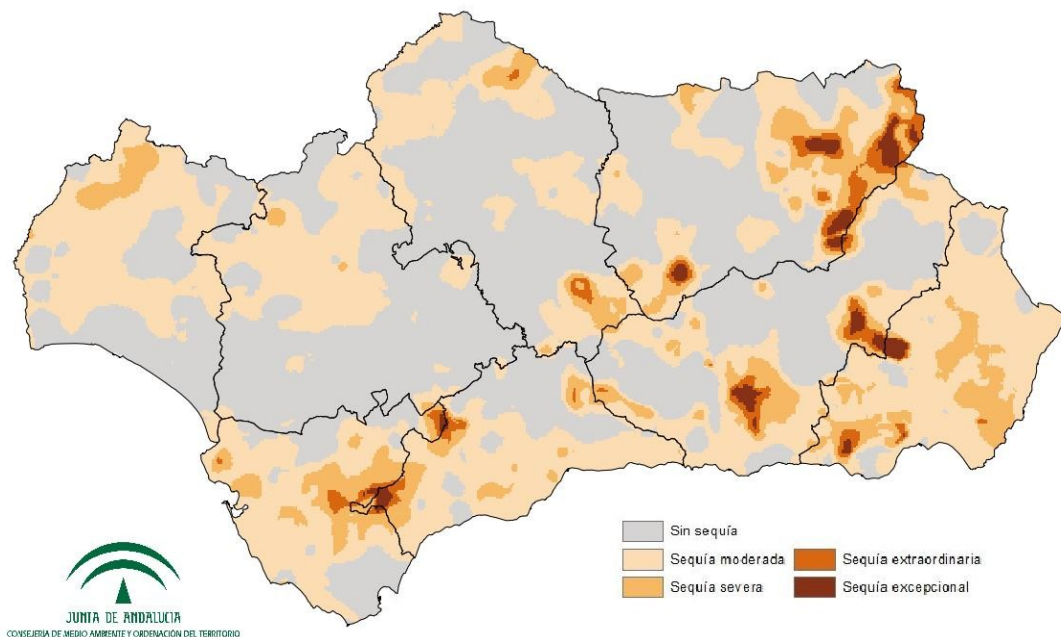 Sin sequía
Sequía moderada
Sequía severa
Sequía extraordinaria
Sequía excepcional
JUNTA DE ANDALUCIA
CONSEJERÍA DE MEDIO AMBIENTE Y ORDENACIÓN DEL TERRITORIO